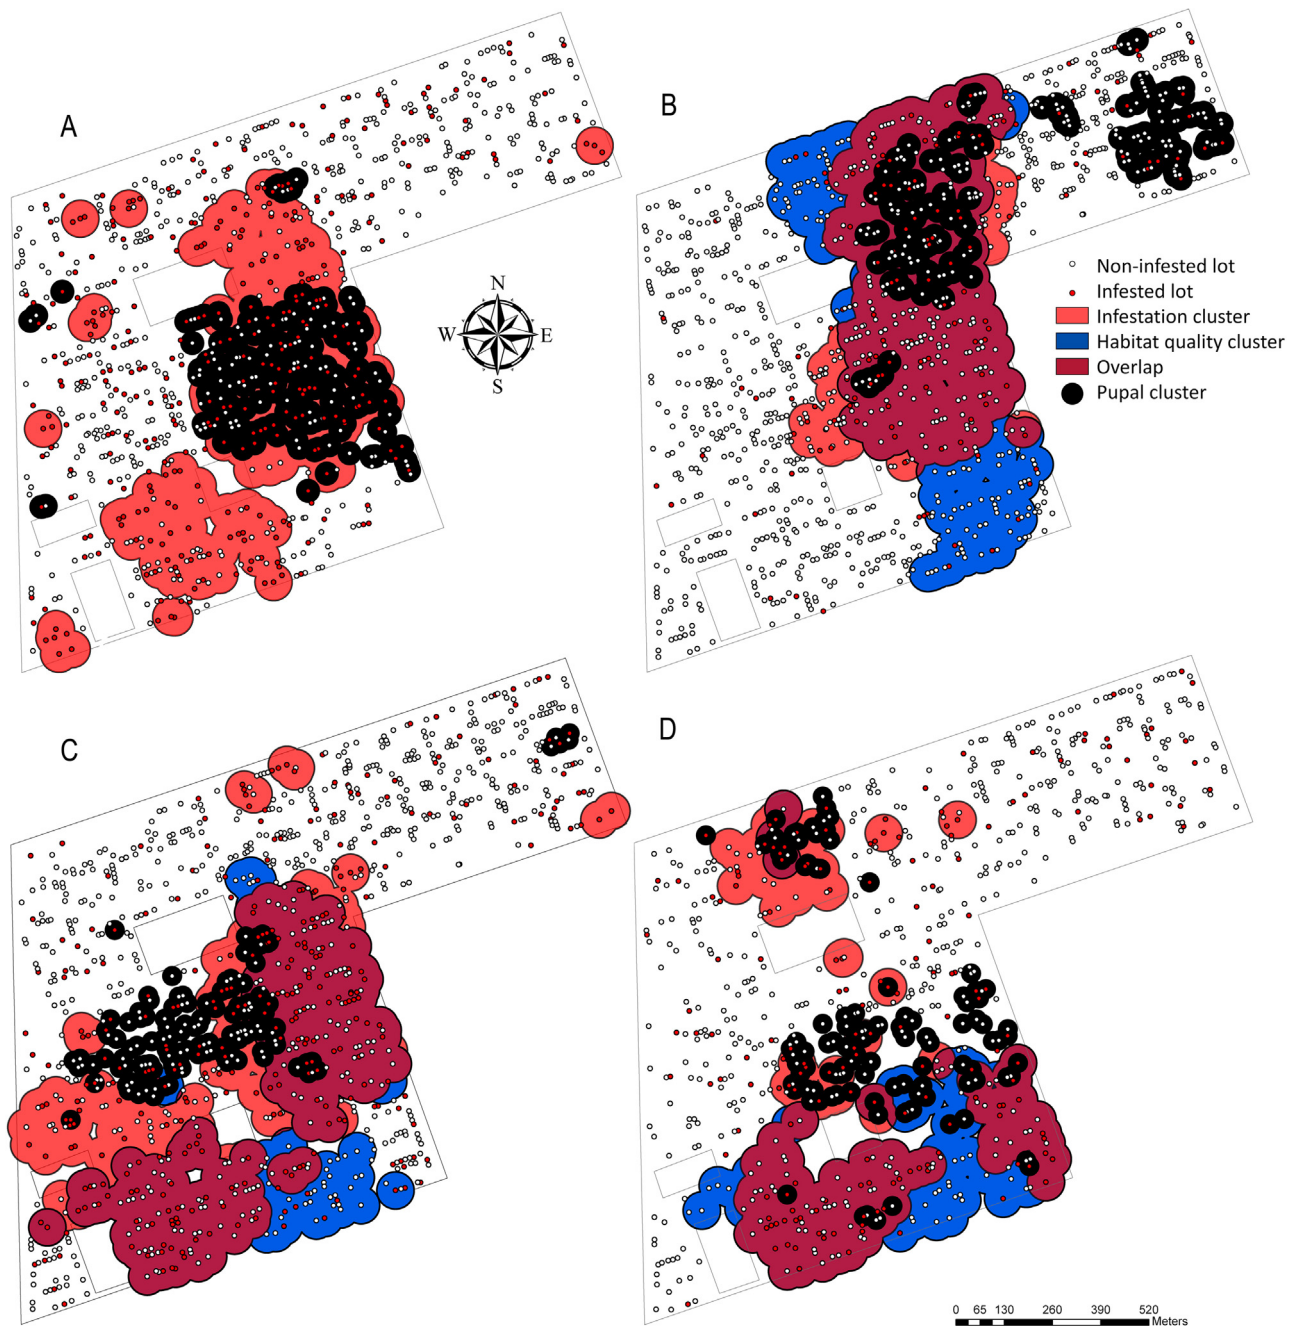 A
B
N
W E
S
Non-infested lot
Infested lot
Infestation cluster
Habitat quality cluster
Overlap
Pupal cluster
C
D
0 65 130 260 390 520
Meters